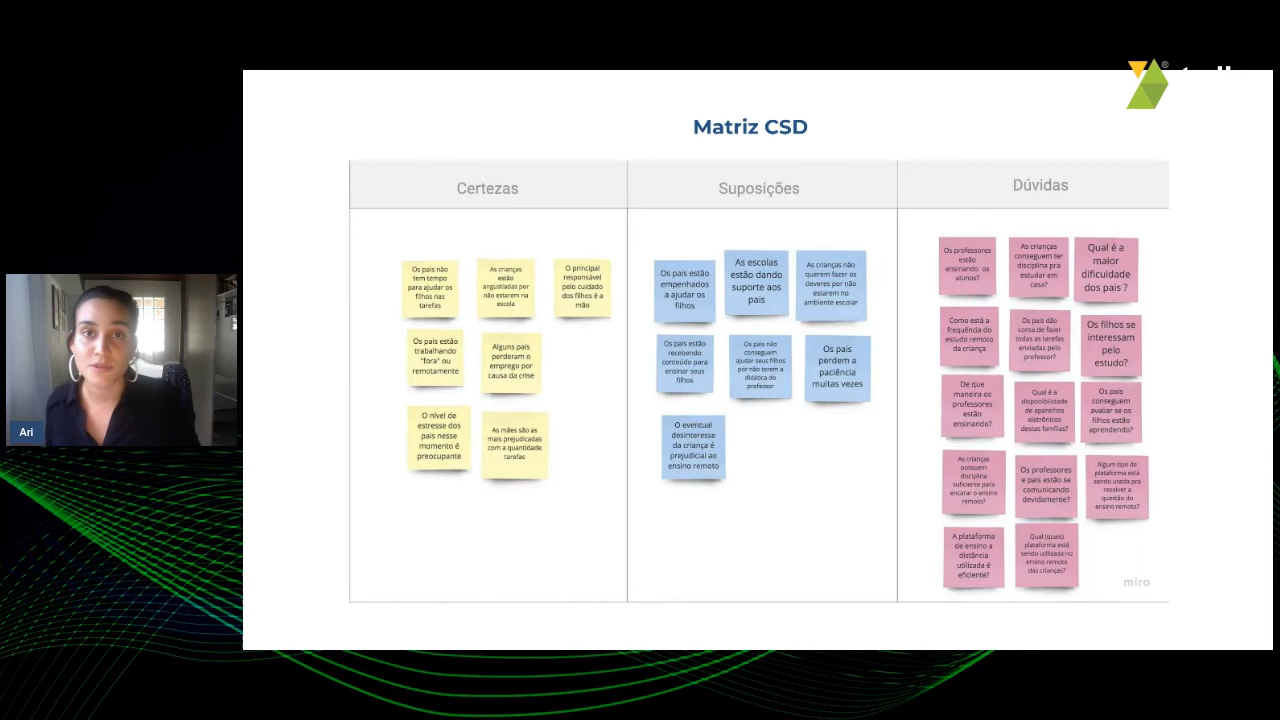 ®
Matriz CSD
Certezas
Suposições
Dúvidas
Os pais não
tem tempo
para ajudar os
filhos nas
tarefas
As crianças
estão
angustiadas por
não estarem na
escola
O principal
responsável
pelo cuidado
dos filhos é a
mão
Os pais estão
trabalhando
"fora" ou
remotamente
Alguns pais
perderam o
emprego por
causa da crise
O nível de
estresse dos
pais nesse
momento é
preocupante
As mães são as
mais prejudicadas
com a quantidade
tarefas
Os pais estão
empenhados
a ajudar os
filhos
As escolas
estão dando
suporte aos
pais
As crianças não
querem fazer os
deveres por não
estarem no
ambiente escolar
Os pais estão
recebendo
conteúdo para
ensinar seus
filhos
Os pais não
conseguem
ajudar seus filhos
por não terem a
didática do
professor
Os pais
perdem a
paciência
muitas vezes
O eventual
desinteresse
da criança é
prejudicial ao
ensino remoto
Os professores
estão
ensinando os
alunos?
As crianças
conseguem ter
disciplina pra
estudar em
casa?
Qual é a
maior
dificuldade
dos pais ?
Como está a
frequência do
estudo remoto
da criança
Os pais dão
conta de fazer
todas as tarefas
enviadas pelo
professor?
Os filhos se
interessam
pelo
estudo?
De que
maneira os
professores
estão
ensinando?
Qual é a
disponibilidade
de aparelhos
eletrônicos
destas famílias?
Os pais
conseguem
avaliar se os
filhos estão
aprendendo?
As crianças
possuem
disciplina
suficiente para
encarar o ensino
remoto?
Os professores
e pais estão se
comunicando
devidamente?
Algum tipo de
plataforma está
sendo usada pra
resolver a
questão do
ensino remoto?
A plataforma
de ensino a
distância
utilizada é
eficiente?
Qual (quais)
plataforma está
sendo utilizada no
ensino remoto
das crianças?
miro
Ari